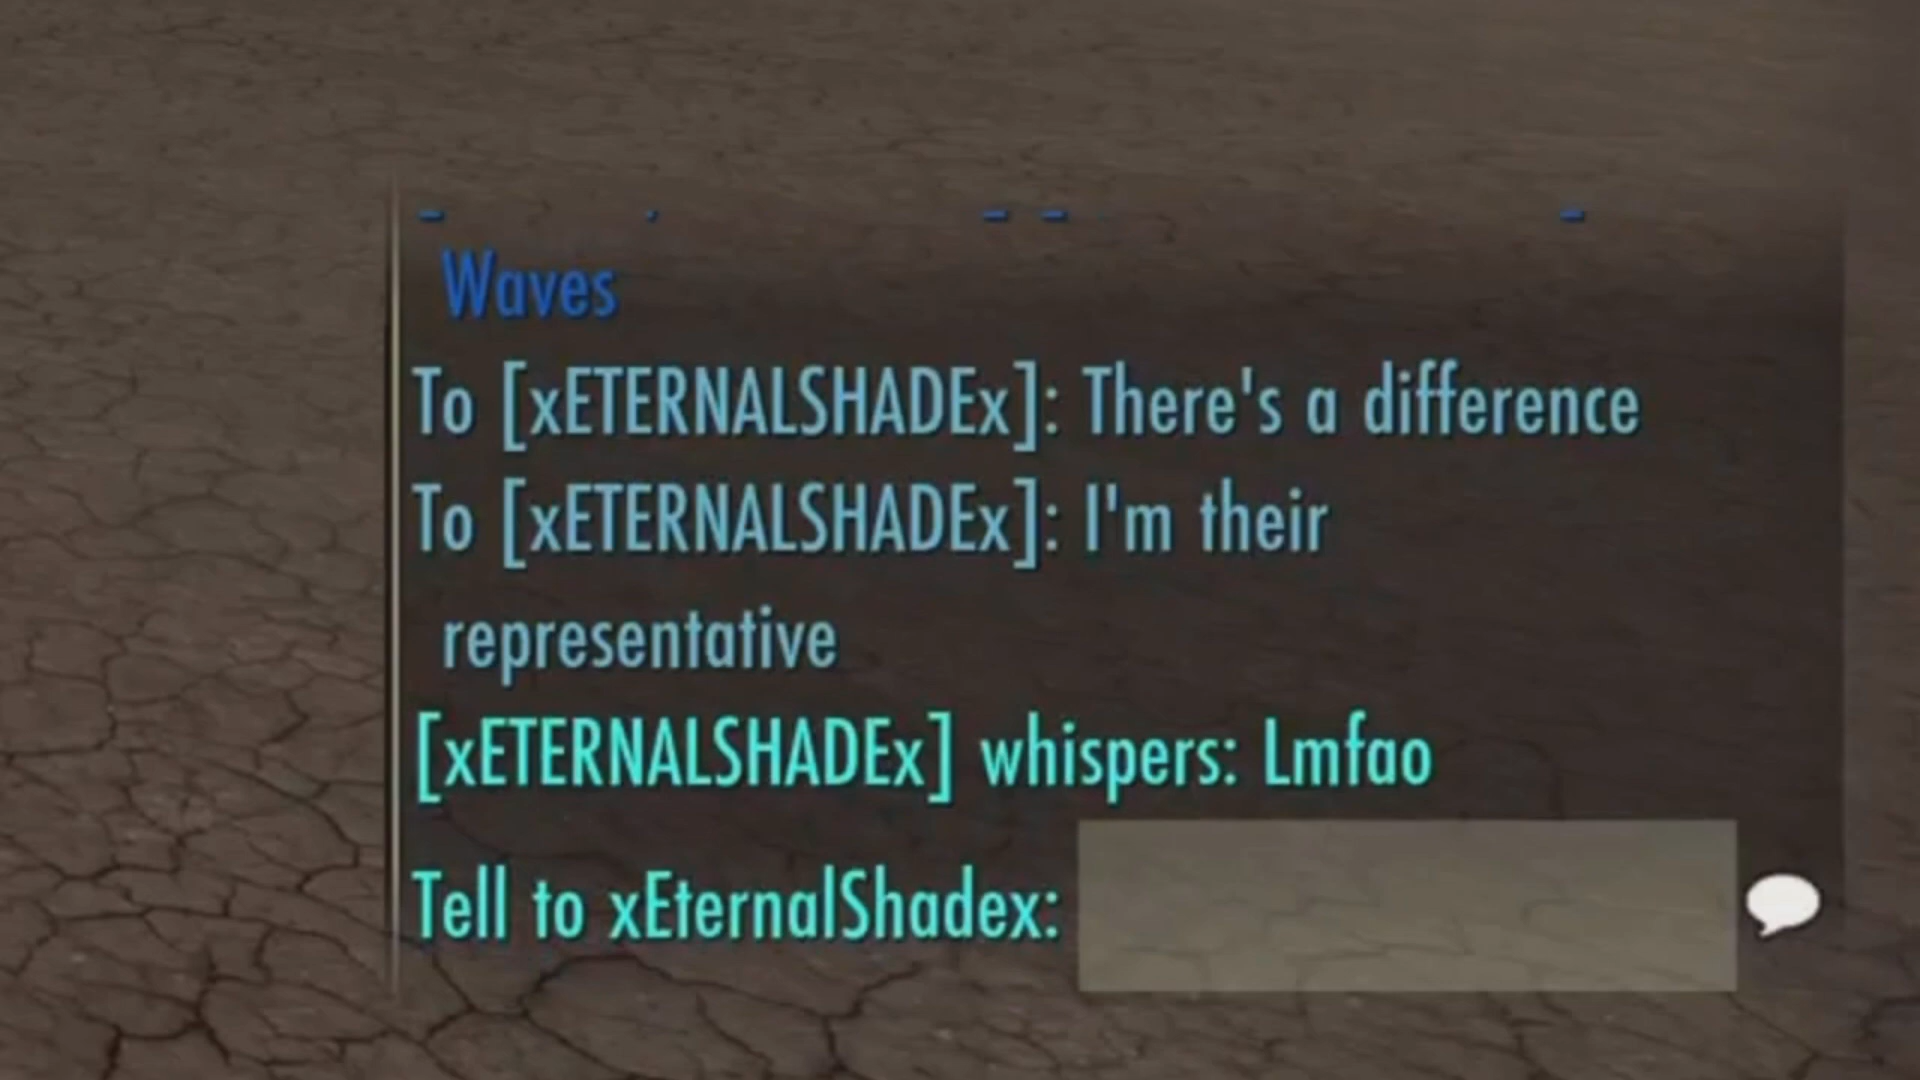 Waves
To [xETERNALSHADEx]: There's a difference
To [xETERNALSHADEx]: I'm their
representative
[xETERNALSHADEx] whispers: Lmfao
Tell to xEternalShadex: